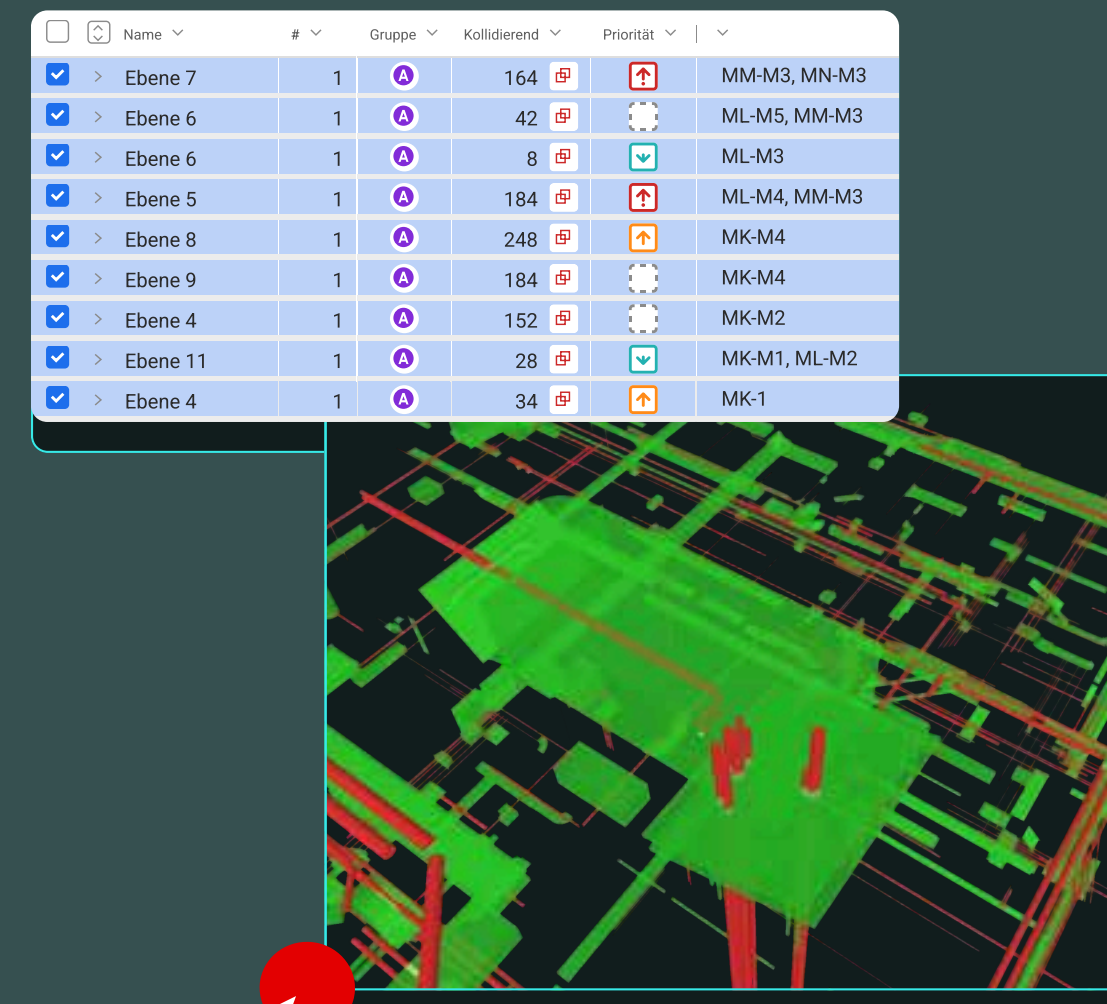 Name # Gruppe Kollidierend Priorität
Ebene 7 1 A 164 MM-M3, MN-M3
Ebene 6 1 A 42 ML-M5, MM-M3
Ebene 6 1 A 8 ML-M3
Ebene 5 1 A 184 ML-M4, MM-M3
Ebene 8 1 A 248 MK-M4
Ebene 9 1 A 184 MK-M4
Ebene 4 1 A 152 MK-M2
Ebene 11 1 A 28 MK-M1, ML-M2
Ebene 4 1 A 34 MK-1